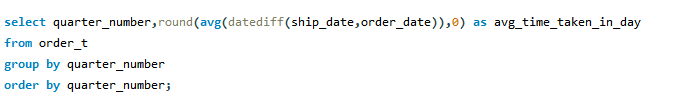 select quarter_number,round(avg(datediff(ship_date,order_date)),0) as avg_time_taken_in_day
from order_t
group by quarter_number
order by quarter_number;